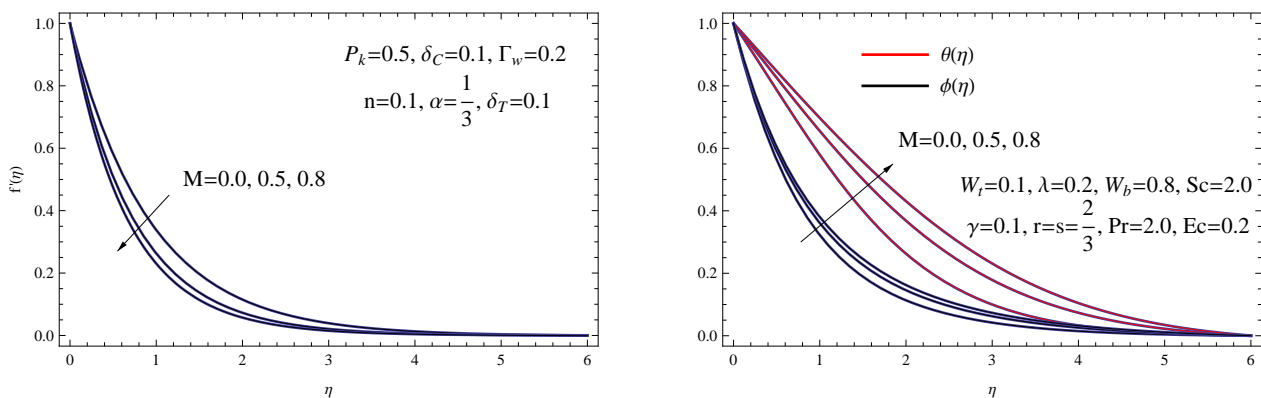 P_k=0.5, δ_C=0.1, Γ_w=0.2
n=0.1, α=1/3, δ_T=0.1
M=0.0, 0.5, 0.8
f'(η)
1.0
0.8
0.6
0.4
0.2
0.0
0 1 2 3 4 5 6
η
θ(η)
ϕ(η)
M=0.0, 0.5, 0.8
W_t=0.1, λ=0.2, W_b=0.8, Sc=2.0
γ=0.1, r=s=2/3, Pr=2.0, Ec=0.2
1.0
0.8
0.6
0.4
0.2
0.0
0 1 2 3 4 5 6
η